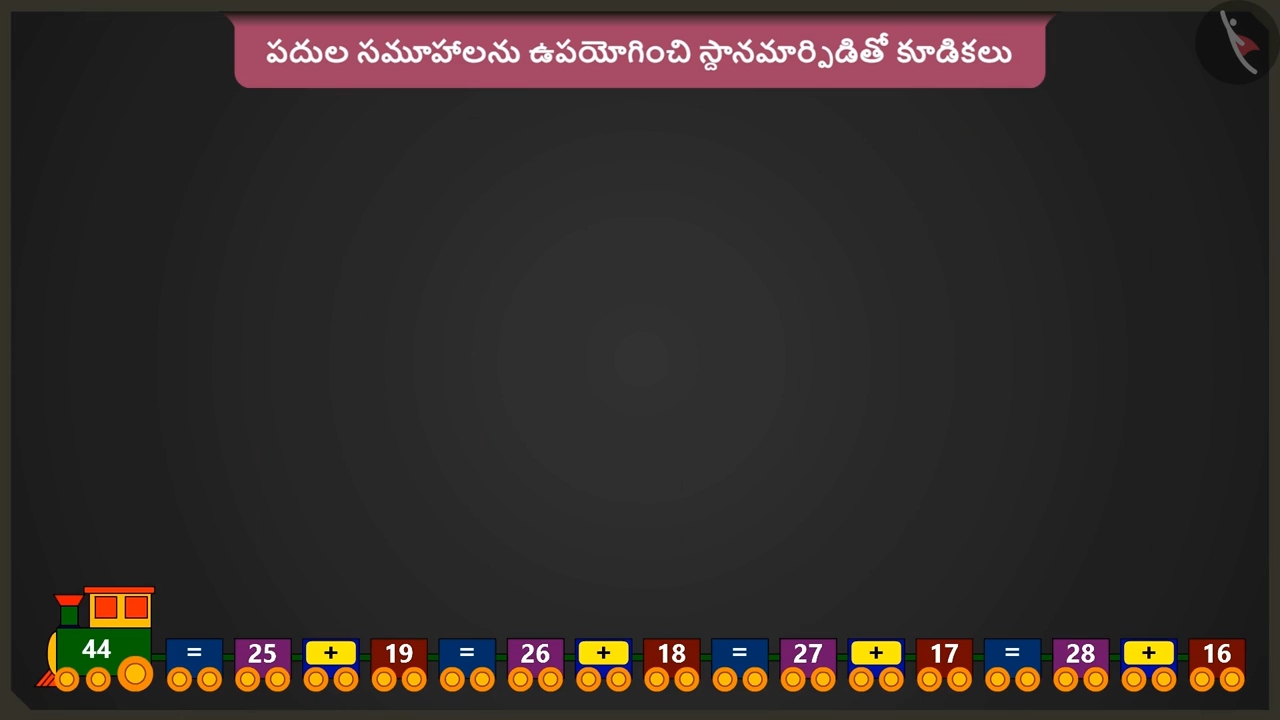 పదుల సమూహాలను ఉపయోగించి స్దానమార్పిడితో కూడికలు
44 = 25 + 19 = 26 + 18 = 27 + 17 = 28 + 16